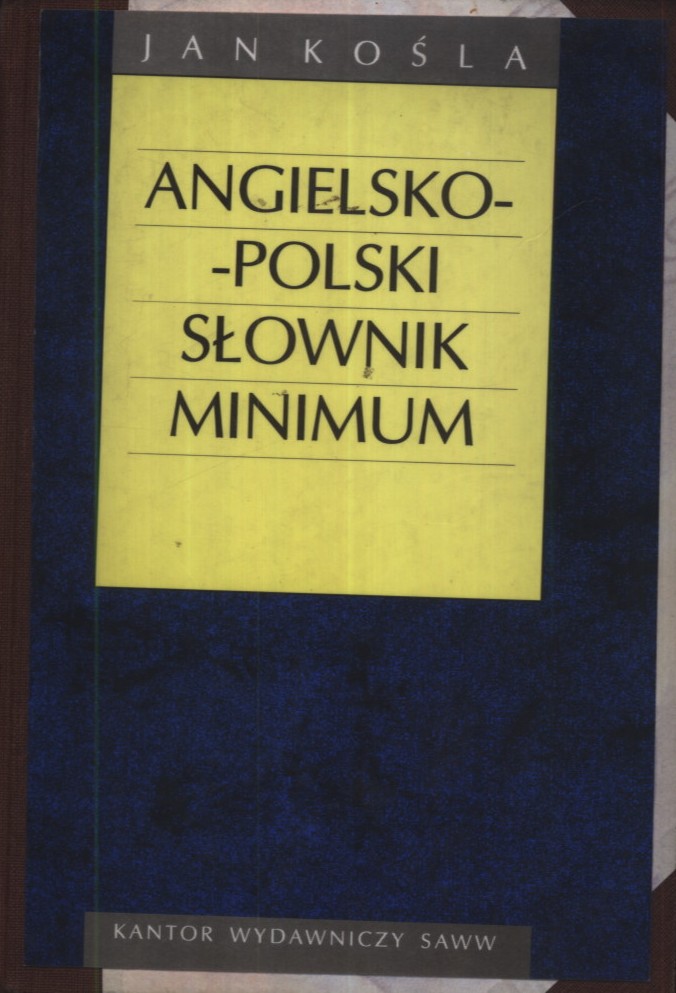 JAN KOŚLA
ANGIELSKO-
-POLSKI
SŁOWNIK
MINIMUM
KANTOR WYDAWNICZY SAWW